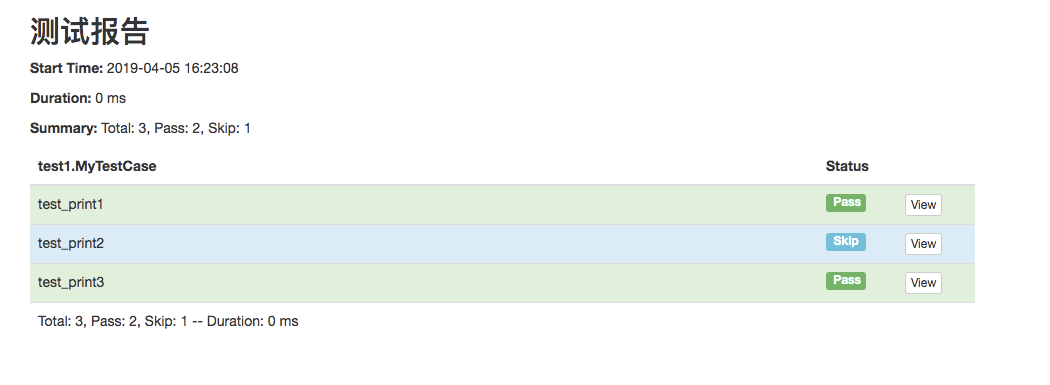 测试报告
Start Time: 2019-04-05 16:23:08
Duration: 0 ms
Summary: Total: 3, Pass: 2, Skip: 1
test1.MyTestCase Status
test_print1 Pass View
test_print2 Skip View
test_print3 Pass View
Total: 3, Pass: 2, Skip: 1 -- Duration: 0 ms